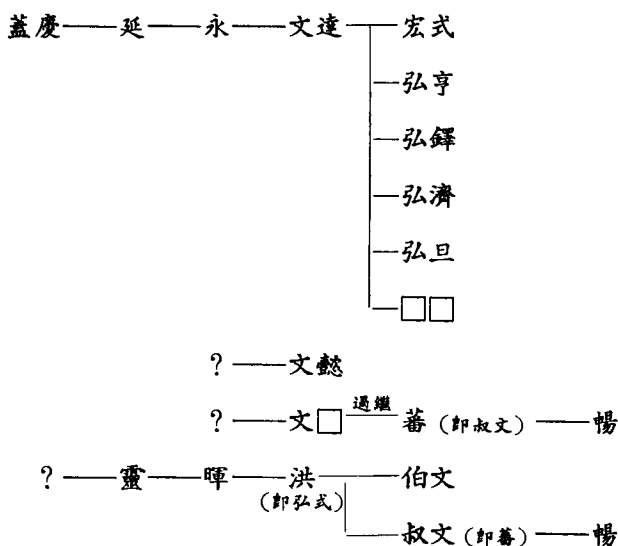 蓋慶——延——永——文達——宏式
弘亨
弘鐸
弘濟
弘旦
□□
?——文懿
?——文□ 過繼 蕃(即叔文)——暢
?——靈——暉——洪——伯文
(即弘式)
叔文(即蕃)——暢